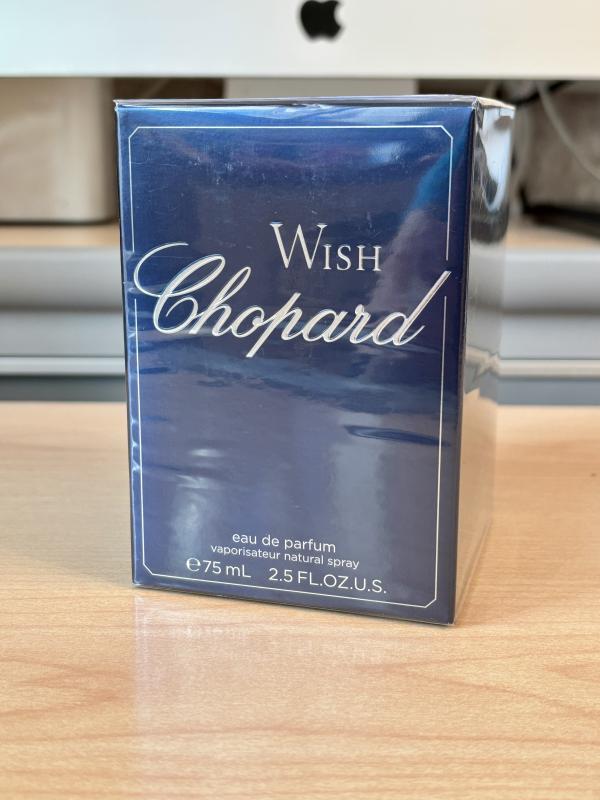 WISH
Chopard
eau de parfum
vaporisateur natural spray
℮75 mL 2.5 FL.OZ.U.S.